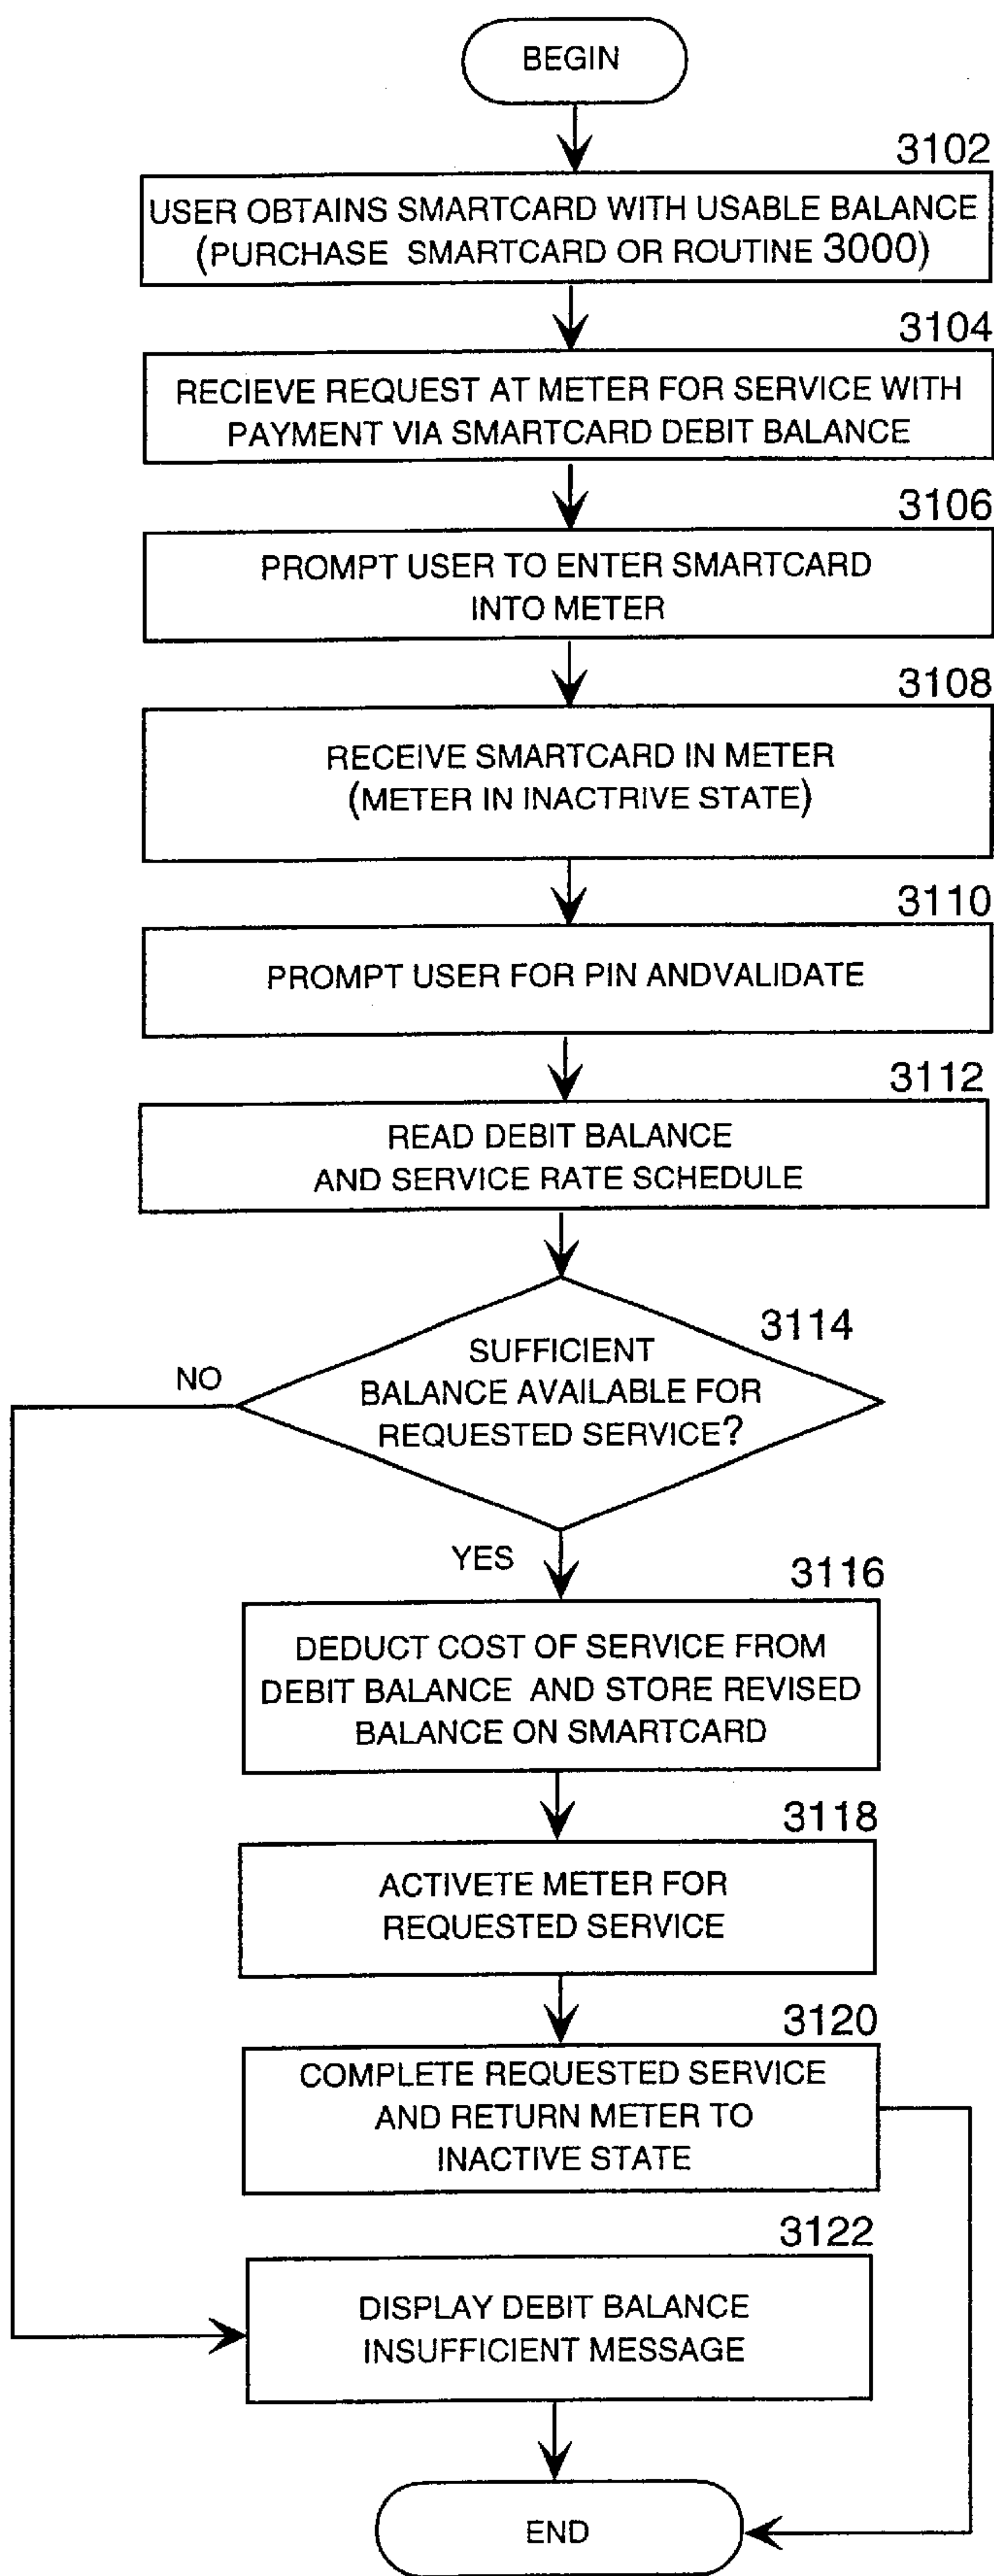 BEGIN
3102
USER OBTAINS SMARTCARD WITH USABLE BALANCE
(PURCHASE SMARTCARD OR ROUTINE 3000)
3104
RECIEVE REQUEST AT METER FOR SERVICE WITH
PAYMENT VIA SMARTCARD DEBIT BALANCE
3106
PROMPT USER TO ENTER SMARTCARD
INTO METER
3108
RECEIVE SMARTCARD IN METER
(METER IN INACTRIVE STATE)
3110
PROMPT USER FOR PIN ANDVALIDATE
3112
READ DEBIT BALANCE
AND SERVICE RATE SCHEDULE
3114
SUFFICIENT
BALANCE AVAILABLE FOR
REQUESTED SERVICE?
NO
YES
3116
DEDUCT COST OF SERVICE FROM
DEBIT BALANCE AND STORE REVISED
BALANCE ON SMARTCARD
3118
ACTIVETE METER FOR
REQUESTED SERVICE
3120
COMPLETE REQUESTED SERVICE
AND RETURN METER TO
INACTIVE STATE
3122
DISPLAY DEBIT BALANCE
INSUFFICIENT MESSAGE
END